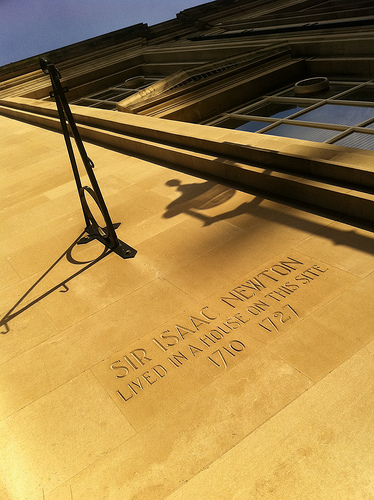 SIR ISAAC NEWTON
LIVED IN A HOUSE ON THIS SITE
1710 1727